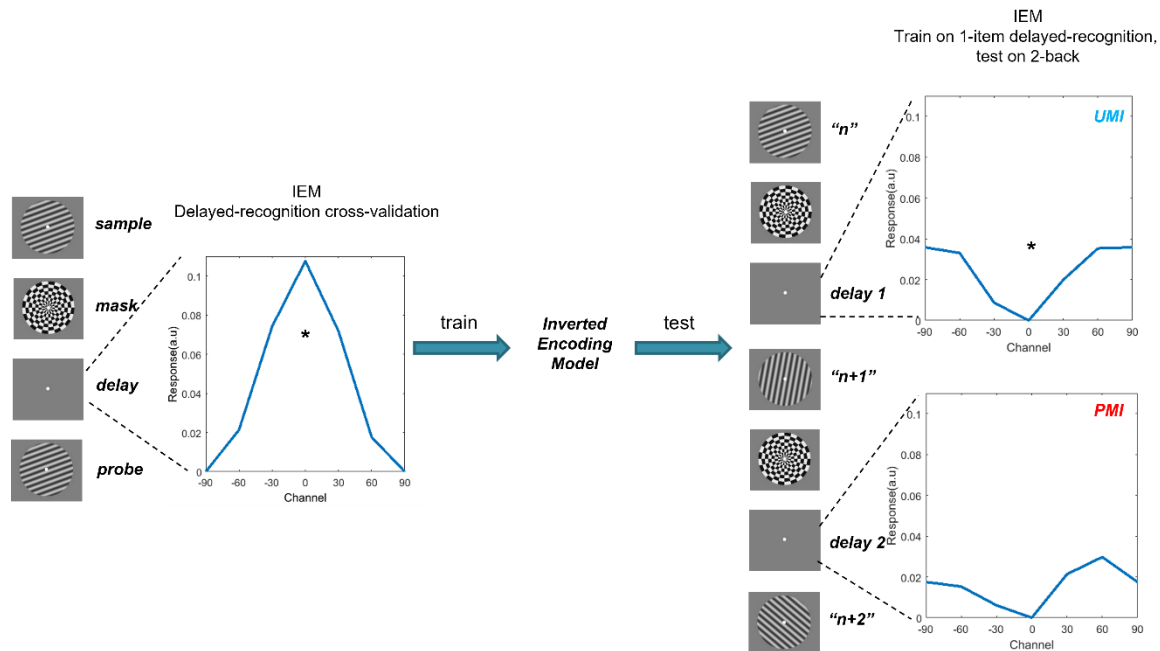 IEM
Delayed-recognition cross-validation
sample
mask
delay
probe
Response(a.u)
0.1
0.08
0.06
0.04
0.02
0
*
-90 -60 -30 0 30 60 90
Channel
train
Inverted
Encoding
Model
test
IEM
Train on 1-item delayed-recognition,
test on 2-back
"n"
delay 1
"n+1"
delay 2
"n+2"
UMI
Response(a.u)
0.1
0.08
0.06
0.04
0.02
0
*
-90 -60 -30 0 30 60 90
Channel
PMI
Response(a.u)
0.1
0.08
0.06
0.04
0.02
0
-90 -60 -30 0 30 60 90
Channel